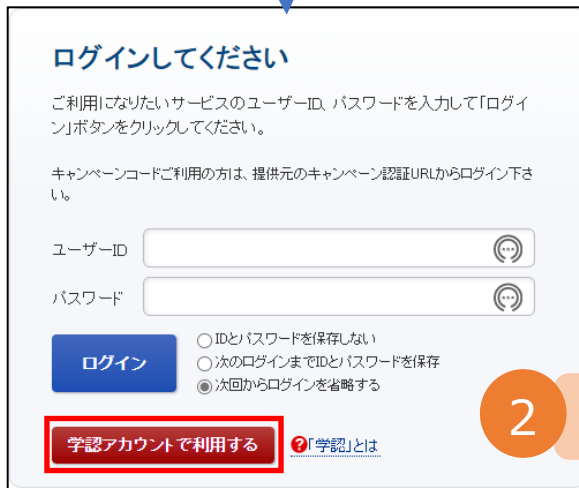 ログインしてください
ご利用になりたいサービスのユーザーID、パスワードを入力して「ログイ
ン」ボタンをクリックしてください。
キャンペーンコードご利用の方は、提供元のキャンペーン認証URLからログイン下さ
い。
ユーザーID
パスワード
ログイン
IDとパスワードを保存しない
次のログインまでIDとパスワードを保存
次回からログインを省略する
学認アカウントで利用する
?「学認」とは
2